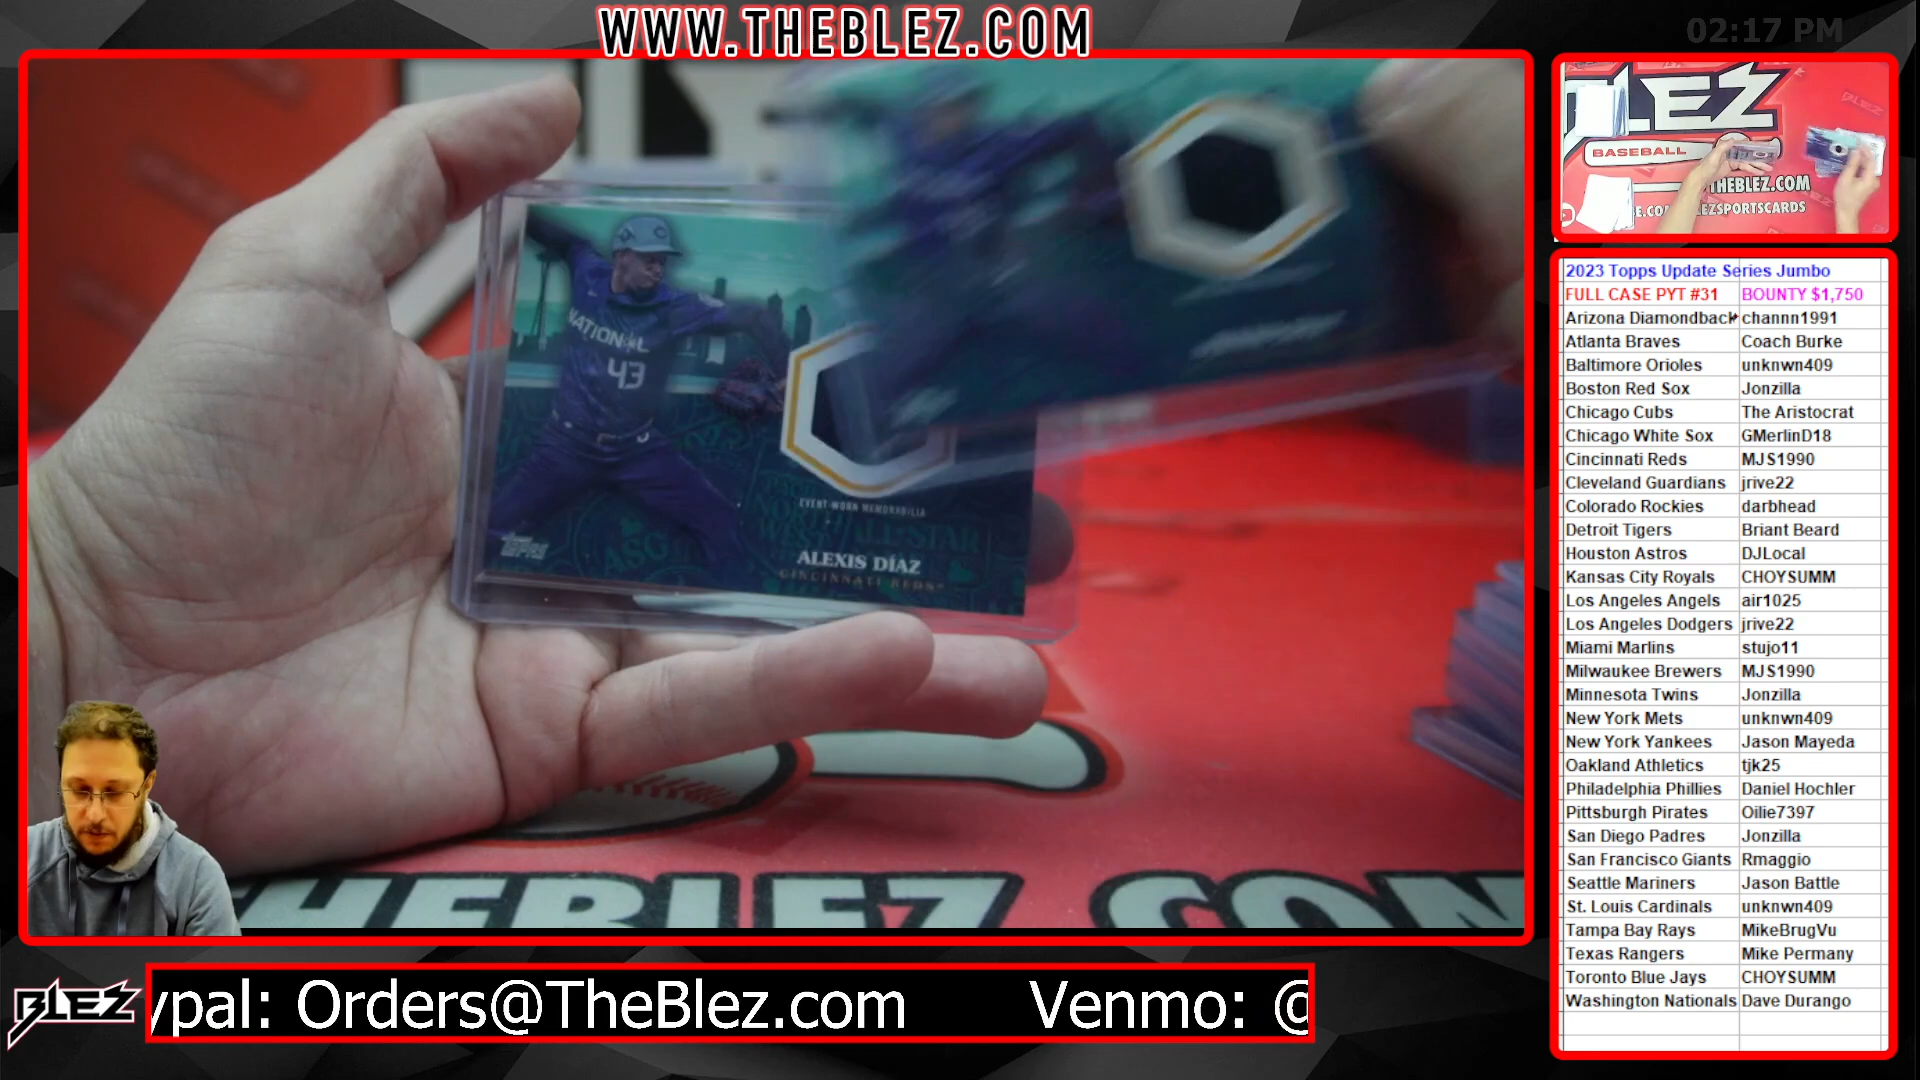 WWW.THEBLEZ.COM
02:17 PM
NATIONAL
43
EVENT-WORN MEMORABILIA
ASG
ALEXIS DÍAZ
CINCINNATI REDS
TOPPS
THEBLEZ.COM
BLEZ
BASEBALL
THEBLEZ.COM
2023 Topps Update Series Jumbo
FULL CASE PYT #31 BOUNTY $1,750
Arizona Diamondback channn1991
Atlanta Braves Coach Burke
Baltimore Orioles unknwn409
Boston Red Sox Jonzilla
Chicago Cubs The Aristocrat
Chicago White Sox GMerlinD18
Cincinnati Reds MJS1990
Cleveland Guardians jrive22
Colorado Rockies darbhead
Detroit Tigers Briant Beard
Houston Astros DJLocal
Kansas City Royals CHOYSUMM
Los Angeles Angels air1025
Los Angeles Dodgers jrive22
Miami Marlins stujo11
Milwaukee Brewers MJS1990
Minnesota Twins Jonzilla
New York Mets unknwn409
New York Yankees Jason Mayeda
Oakland Athletics tjk25
Philadelphia Phillies Daniel Hochler
Pittsburgh Pirates Oilie7397
San Diego Padres Jonzilla
San Francisco Giants Rmaggio
Seattle Mariners Jason Battle
St. Louis Cardinals unknwn409
Tampa Bay Rays MikeBrugVu
Texas Rangers Mike Permany
Toronto Blue Jays CHOYSUMM
Washington Nationals Dave Durango
BLEZ
ypal: Orders@TheBlez.com Venmo: @